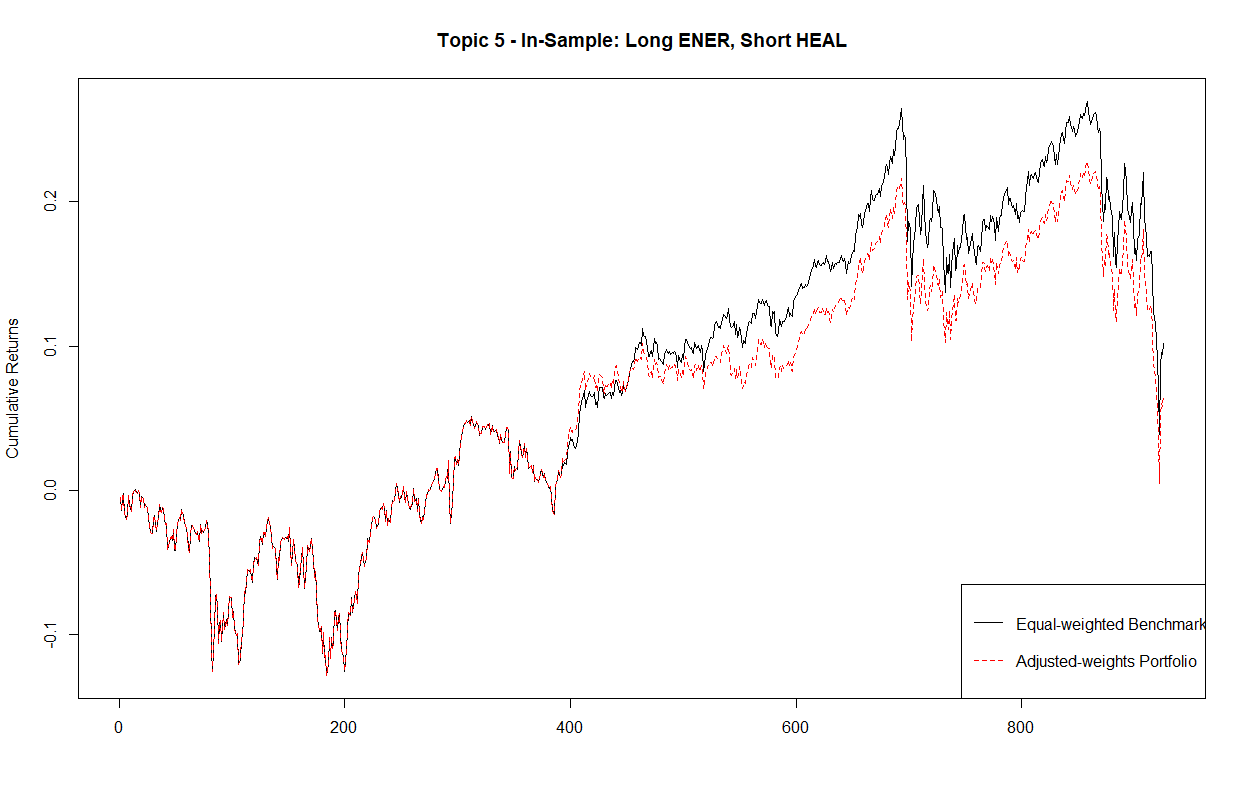 Topic 5 - In-Sample: Long ENER, Short HEAL
Cumulative Returns
0.2
0.1
0.0
-0.1
0
200
400
600
800
Equal-weighted Benchmark
Adjusted-weights Portfolio